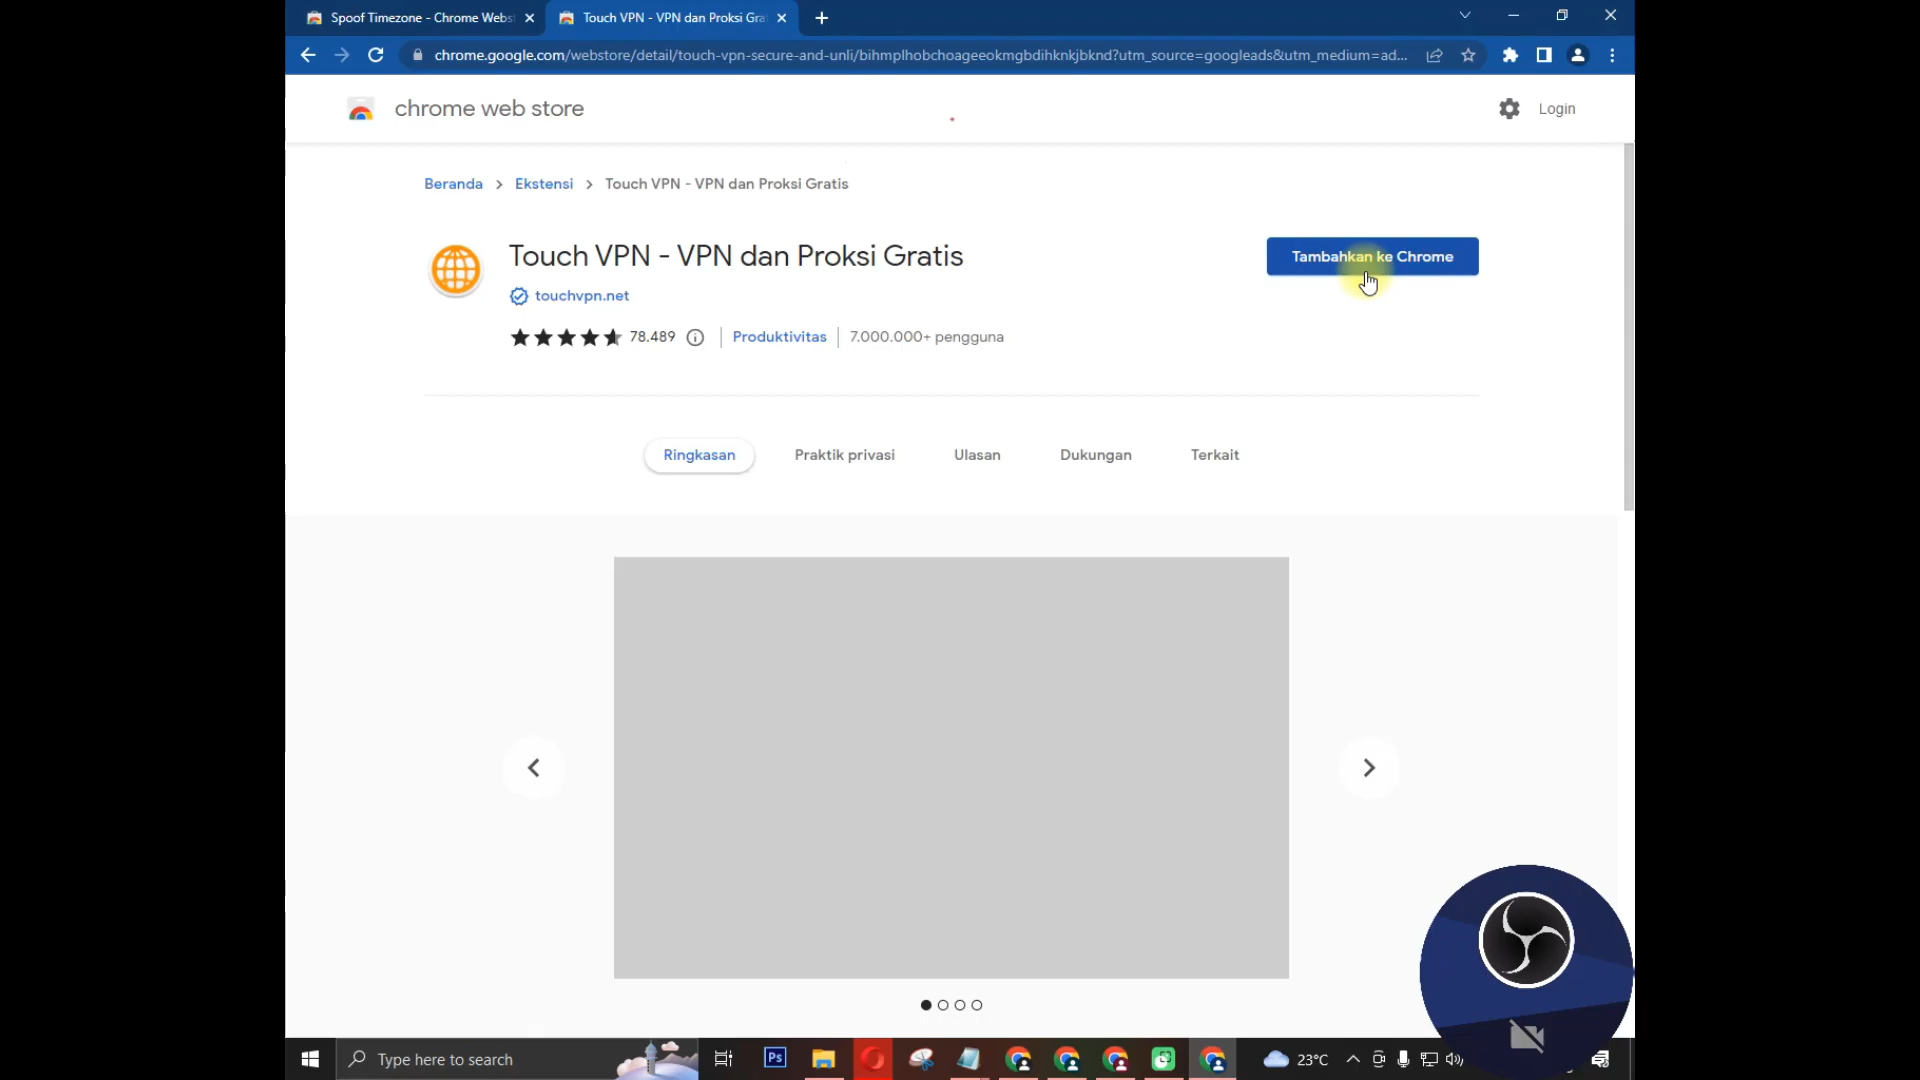 Spoof Timezone - Chrome Webs
Touch VPN - VPN dan Proksi Gra
chrome.google.com/webstore/detail/touch-vpn-secure-and-unli/bihmplhobchoageeokmgbdihknkjbknd?utm_source=googleads&utm_medium=ad...
chrome web store
Login
Beranda > Ekstensi > Touch VPN - VPN dan Proksi Gratis
Touch VPN - VPN dan Proksi Gratis
Tambahkan ke Chrome
touchvpn.net
78.489
Produktivitas
7.000.000+ pengguna
Ringkasan
Praktik privasi
Ulasan
Dukungan
Terkait
Type here to search
Ps
23°C